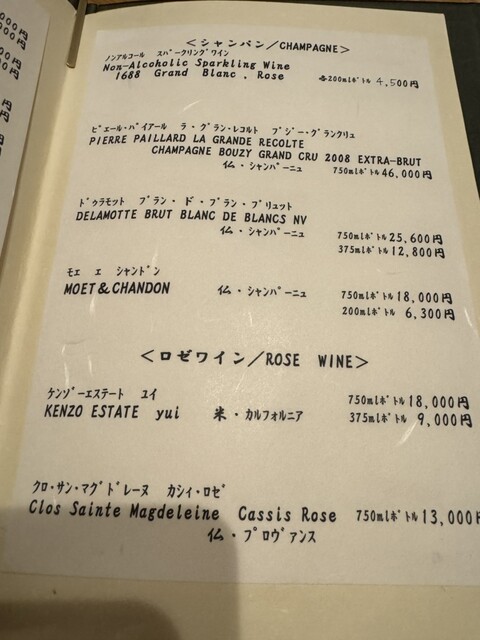 <シャンパン/CHAMPAGNE>
ノンアルコール スパークリングワイン
Non-Alcoholic Sparkling Wine
1688 Grand Blanc . Rose 各200mlボトル 4,500円
ピエール・パイアール ラ・グラン・レコルト ブジー・グランクリュ
PIERRE PAILLARD LA GRANDE RECOLTE
CHAMPAGNE BOUZY GRAND CRU 2008 EXTRA-BRUT
仏・シャンパーニュ 750mlボトル 46,000円
ドゥラモット ブラン・ド・ブラン・ブリュット
DELAMOTTE BRUT BLANC DE BLANCS NV
仏・シャンパーニュ 750mlボトル 25,600円
375mlボトル 12,800円
モエ エ シャンドン
MOET&CHANDON 仏・シャンパーニュ 750mlボトル 18,000円
200mlボトル 6,300円
<ロゼワイン/ROSE WINE>
ケンゾーエステート ユイ 750mlボトル 18,000円
KENZO ESTATE yui 米・カルフォルニア 375mlボトル 9,000円
クロ・サン・マグドレーヌ カシィ・ロゼ
Clos Sainte Magdeleine Cassis Rose 750mlボトル 13,000円
仏・プロヴァンス